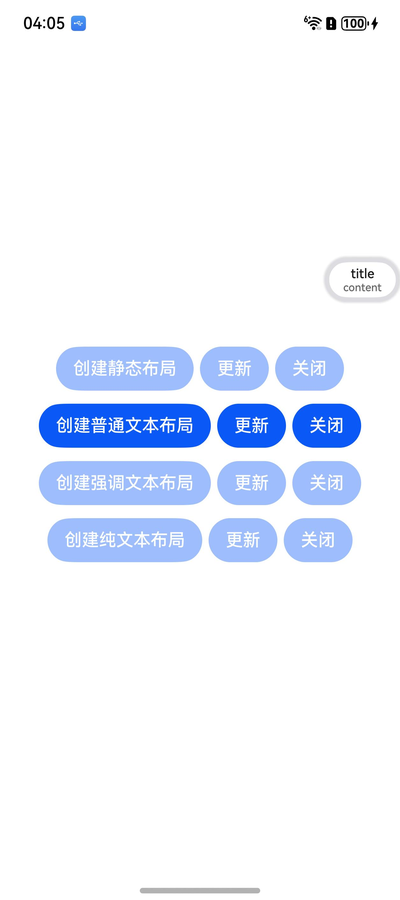 04:05
6
100
title
content
创建静态布局 更新 关闭
创建普通文本布局 更新 关闭
创建强调文本布局 更新 关闭
创建纯文本布局 更新 关闭